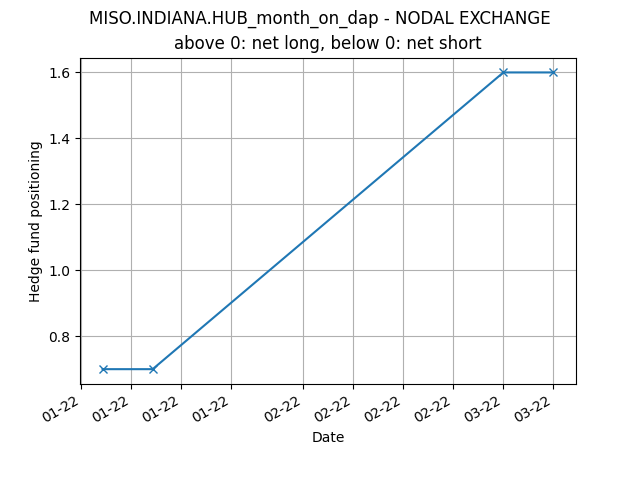 MISO.INDIANA.HUB_month_on_dap - NODAL EXCHANGE
above 0: net long, below 0: net short
1.6
1.4
1.2
1.0
0.8
Hedge fund positioning
01-22 01-22 01-22 01-22 02-22 02-22 02-22 02-22 03-22 03-22
Date